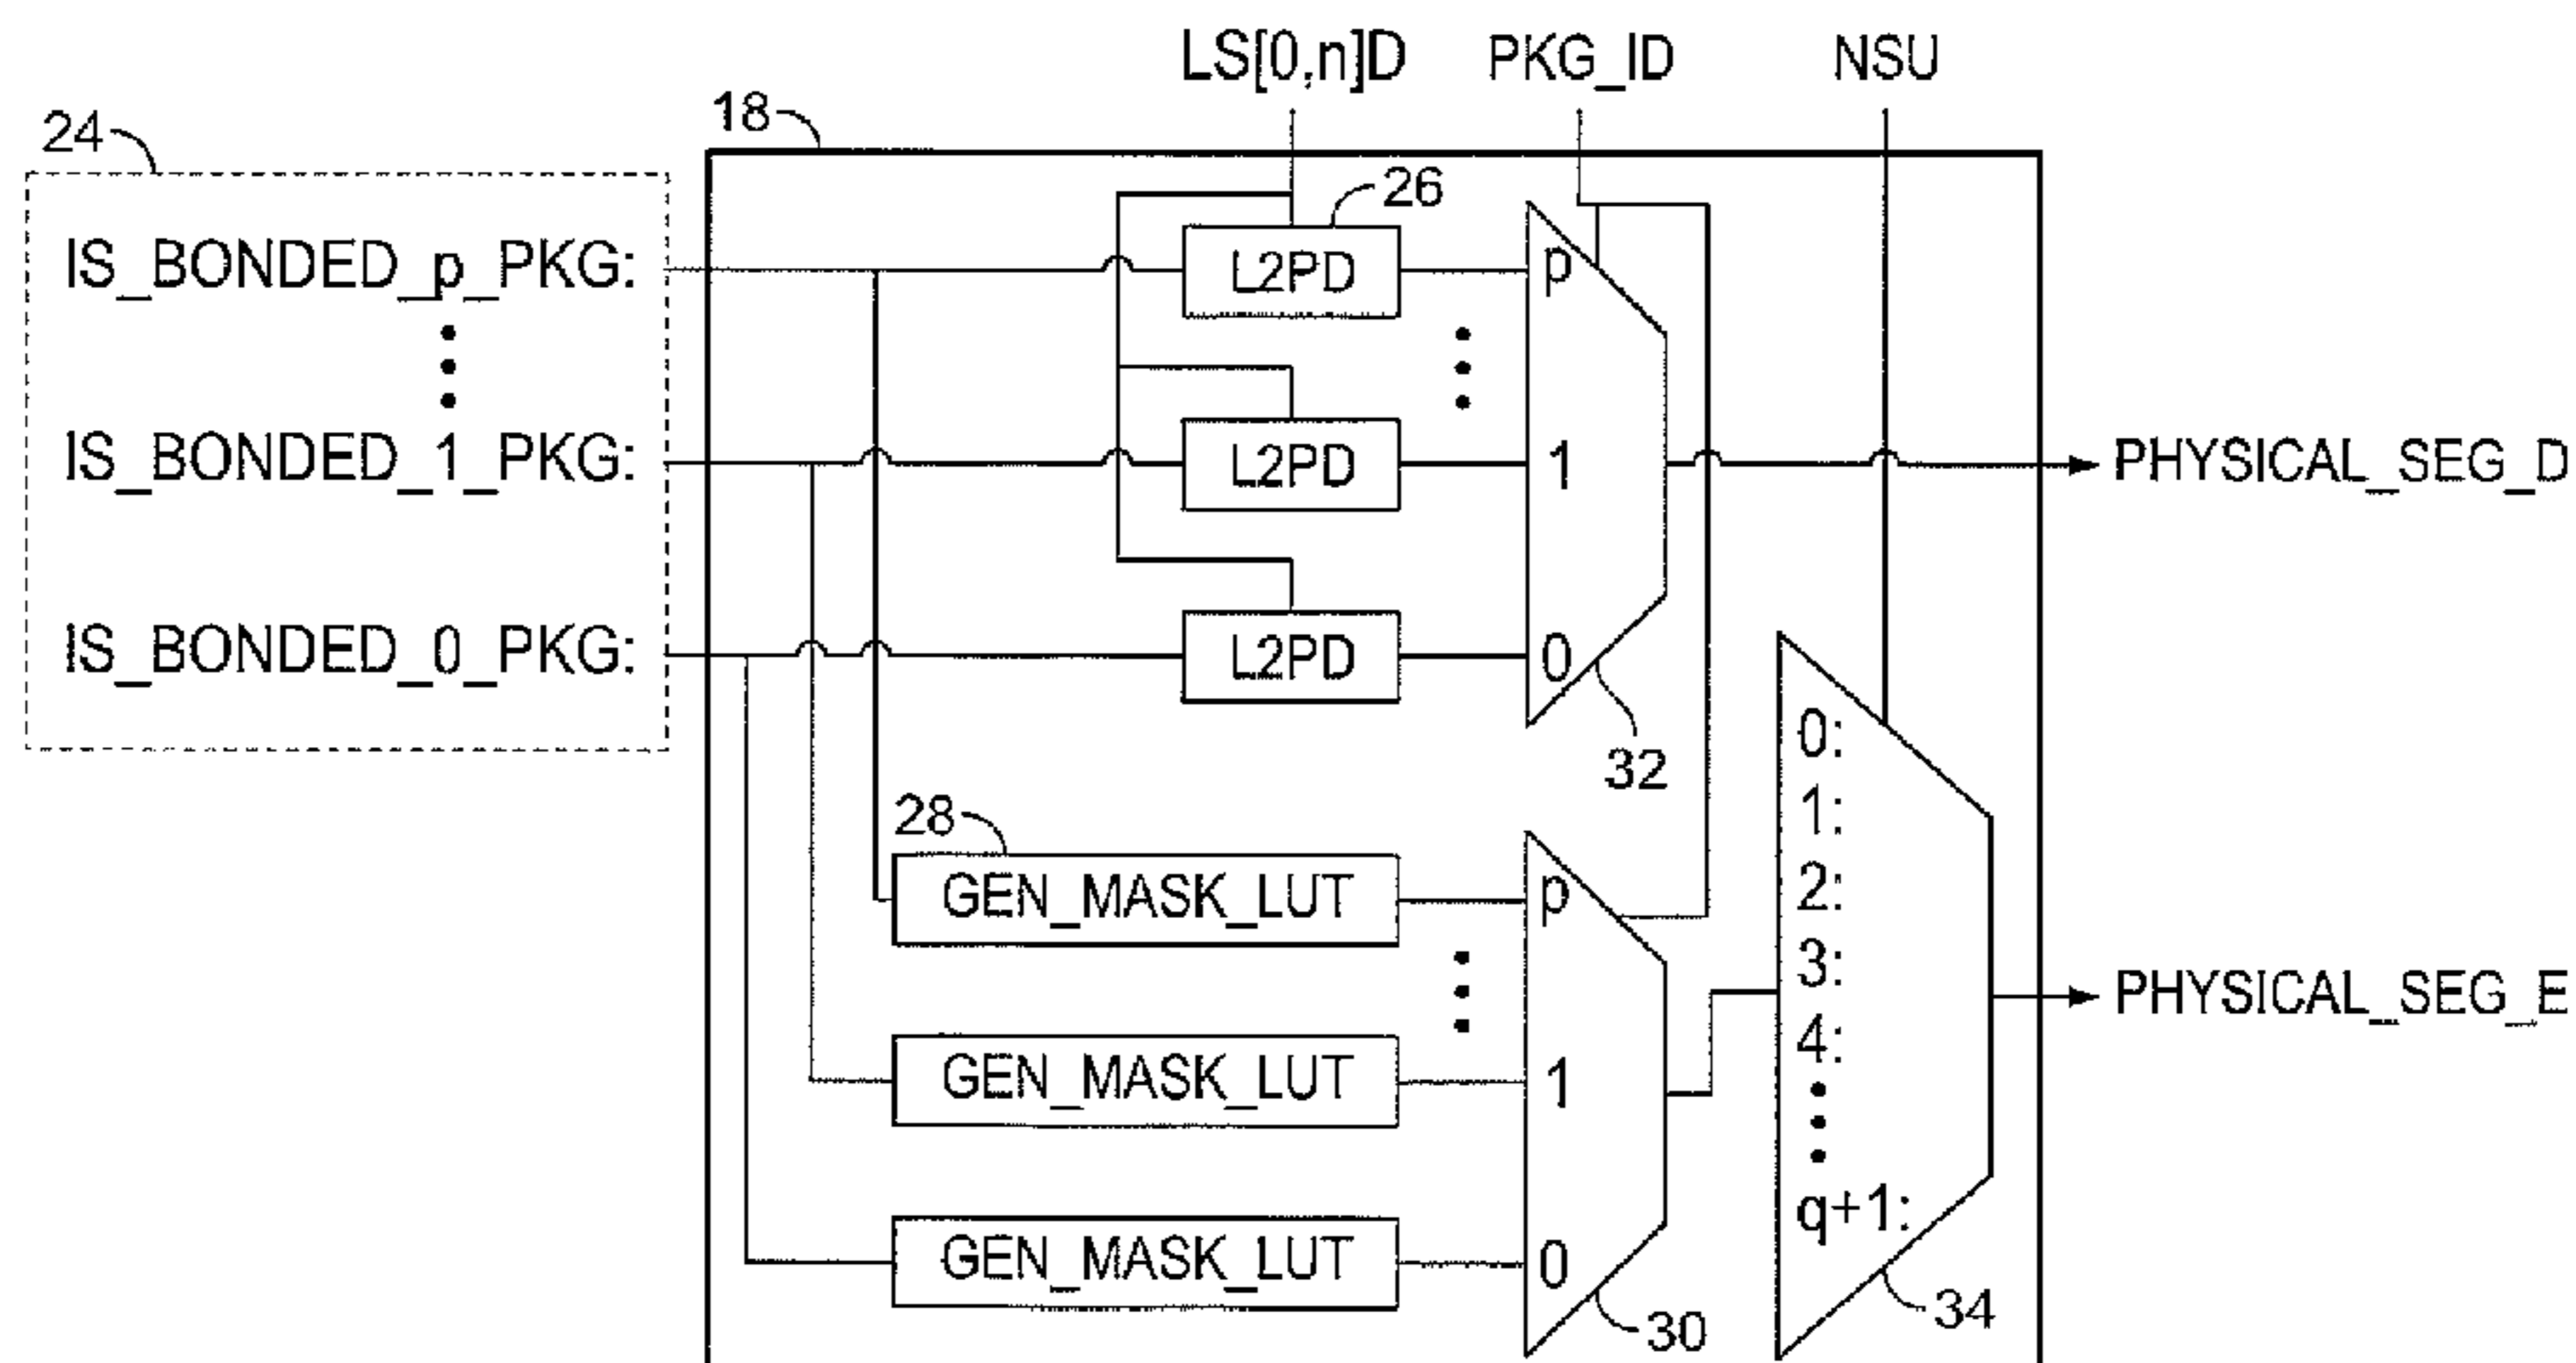 LS[0,n]D PKG_ID NSU
24 18
26
IS_BONDED_p_PKG: L2PD p
IS_BONDED_1_PKG: L2PD 1 PHYSICAL_SEG_D
IS_BONDED_0_PKG: L2PD 0
32
0:
1:
2:
3:
4:
q+1:
28
GEN_MASK_LUT p
GEN_MASK_LUT 1
GEN_MASK_LUT 0
PHYSICAL_SEG_E
30
34